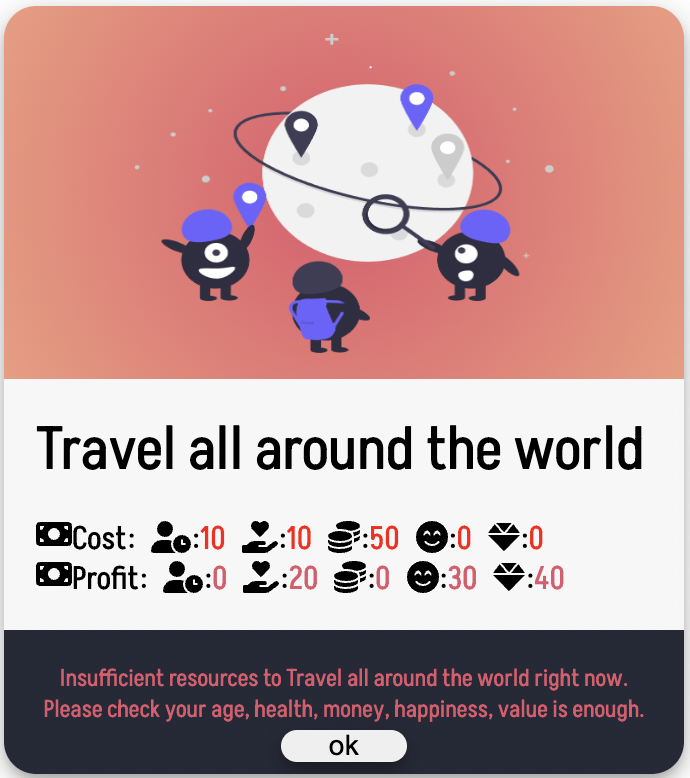 Travel all around the world
Cost: :10 :10 :50 :0 :0
Profit: :0 :20 :0 :30 :40
Insufficient resources to Travel all around the world right now.
Please check your age, health, money, happiness, value is enough.
ok